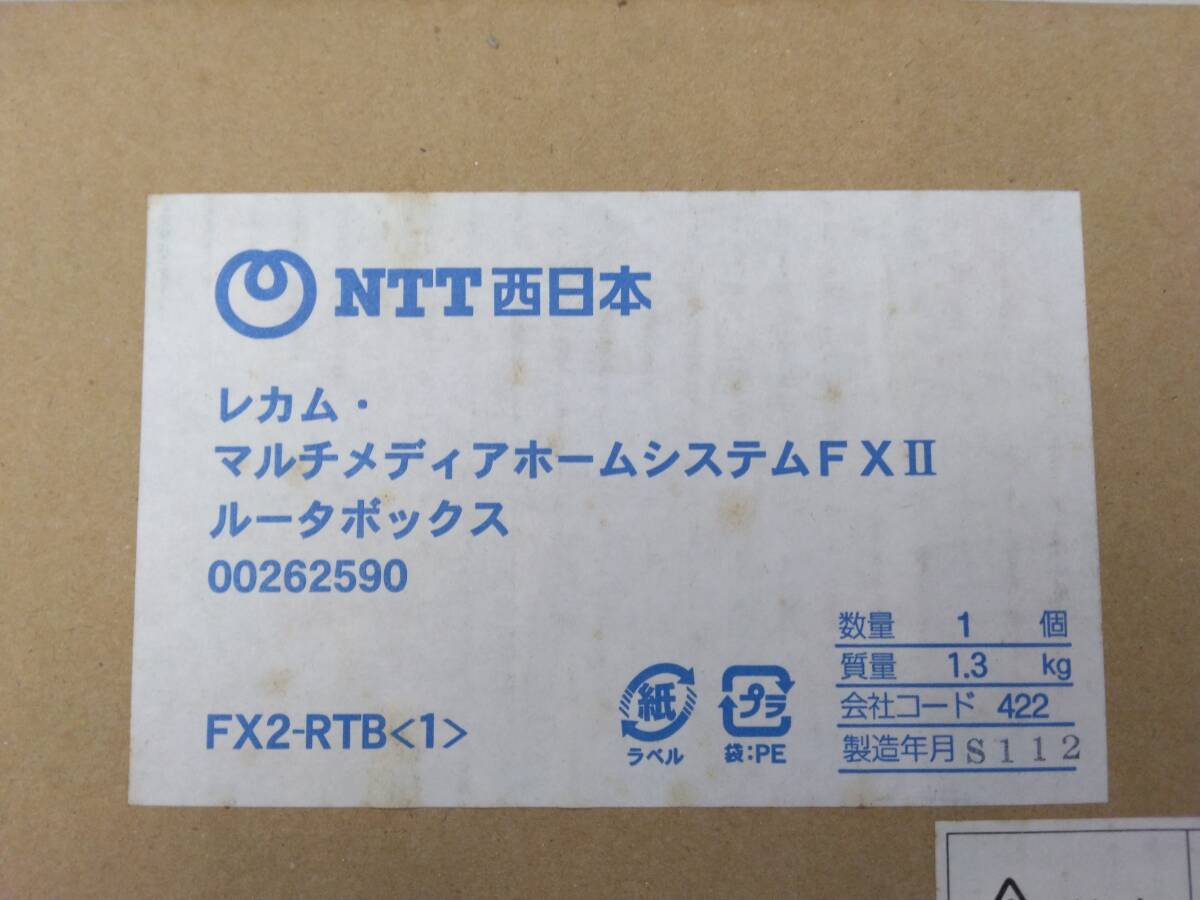 NTT西日本
レカム・
マルチメディアホームシステムFXⅡ
ルータボックス
00262590
FX2-RTB<1>
紙
ラベル
プラ
袋:PE
数量 1 個
質量 1.3 kg
会社コード 422
製造年月 S112